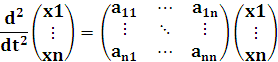 d²/dt² (x1 ⋮ xn) = (a₁₁ ⋯ a₁ₙ ⋮ ⋱ ⋮ aₙ₁ ⋯ aₙₙ) (x1 ⋮ xn)